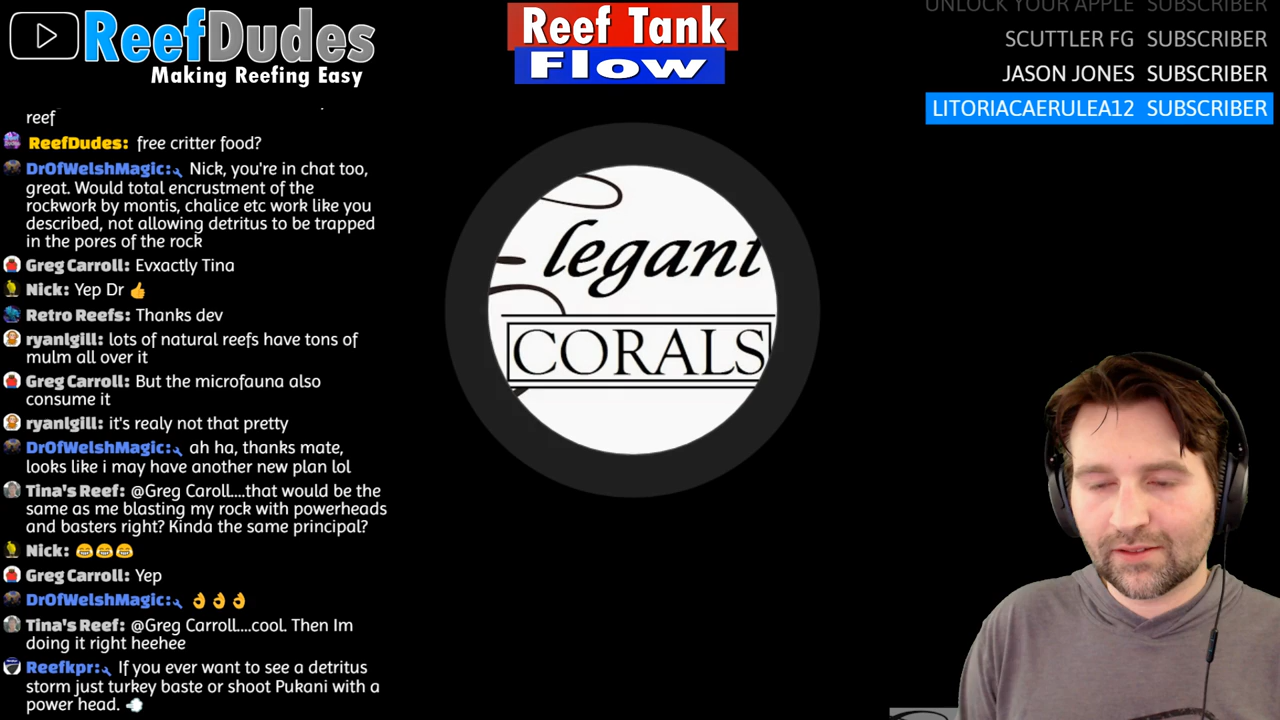 ReefDudes
Making Reefing Easy
Reef Tank
Flow
UNLOCK YOUR APPLE SUBSCRIBER
SCUTTLER FG SUBSCRIBER
JASON JONES SUBSCRIBER
LITORIACAERULEA12 SUBSCRIBER
reef
ReefDudes: free critter food?
DrOfWelshMagic: Nick, you're in chat too,
great. Would total encrustment of the
rockwork by montis, chalice etc work like you
described, not allowing detritus to be trapped
in the pores of the rock
Greg Carroll: Evxactly Tina
Nick: Yep Dr 👍
Retro Reefs: Thanks dev
ryanlgill: lots of natural reefs have tons of
mulm all over it
Greg Carroll: But the microfauna also
consume it
ryanlgill: it's realy not that pretty
DrOfWelshMagic: ah ha, thanks mate,
looks like i may have another new plan lol
Tina's Reef: @Greg Caroll....that would be the
same as me blasting my rock with powerheads
and basters right? Kinda the same principal?
Nick: 😂😂😂
Greg Carroll: Yep
DrOfWelshMagic: 👌👌👌
Tina's Reef: @Greg Carroll....cool. Then Im
doing it right heehee
Reefkpr: If you ever want to see a detritus
storm just turkey baste or shoot Pukani with a
power head. 💨
legant
CORALS